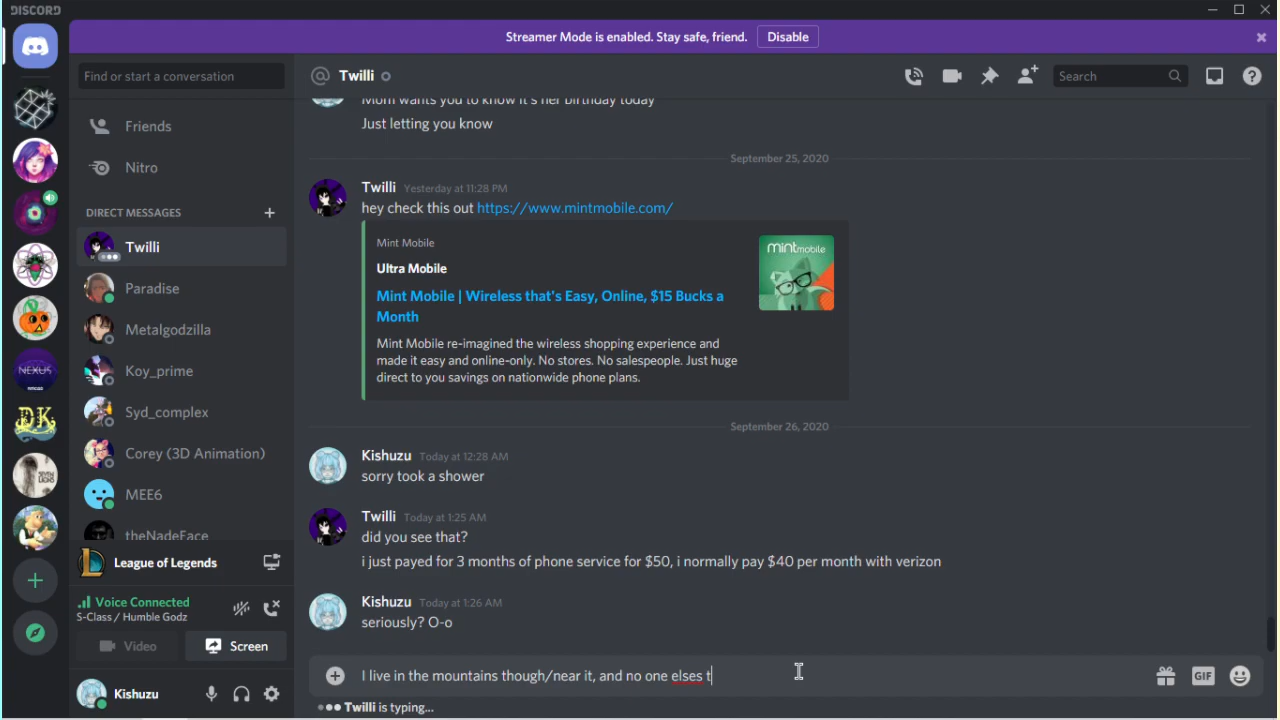 DISCORD
Streamer Mode is enabled. Stay safe, friend.
Disable
Find or start a conversation
Twilli
Search
Friends
Nitro
DIRECT MESSAGES
Twilli
Paradise
Metalgodzilla
Koy_prime
Syd_complex
Corey (3D Animation)
MEE6
theNadeFace
League of Legends
Voice Connected
S-Class / Humble Godz
Video
Screen
Kishuzu
NEXUS
DK
Mom wants you to know it's her birthday today
Just letting you know
September 25, 2020
Twilli Yesterday at 11:28 PM
hey check this out https://www.mintmobile.com/
Mint Mobile
Ultra Mobile
Mint Mobile | Wireless that's Easy, Online, $15 Bucks a
Month
Mint Mobile re-imagined the wireless shopping experience and
made it easy and online-only. No stores. No salespeople. Just huge
direct to you savings on nationwide phone plans.
mintmobile
September 26, 2020
Kishuzu Today at 12:28 AM
sorry took a shower
Twilli Today at 1:25 AM
did you see that?
i just payed for 3 months of phone service for $50, i normally pay $40 per month with verizon
Kishuzu Today at 1:26 AM
seriously? O-o
I live in the mountains though/near it, and no one elses t
GIF
Twilli is typing...